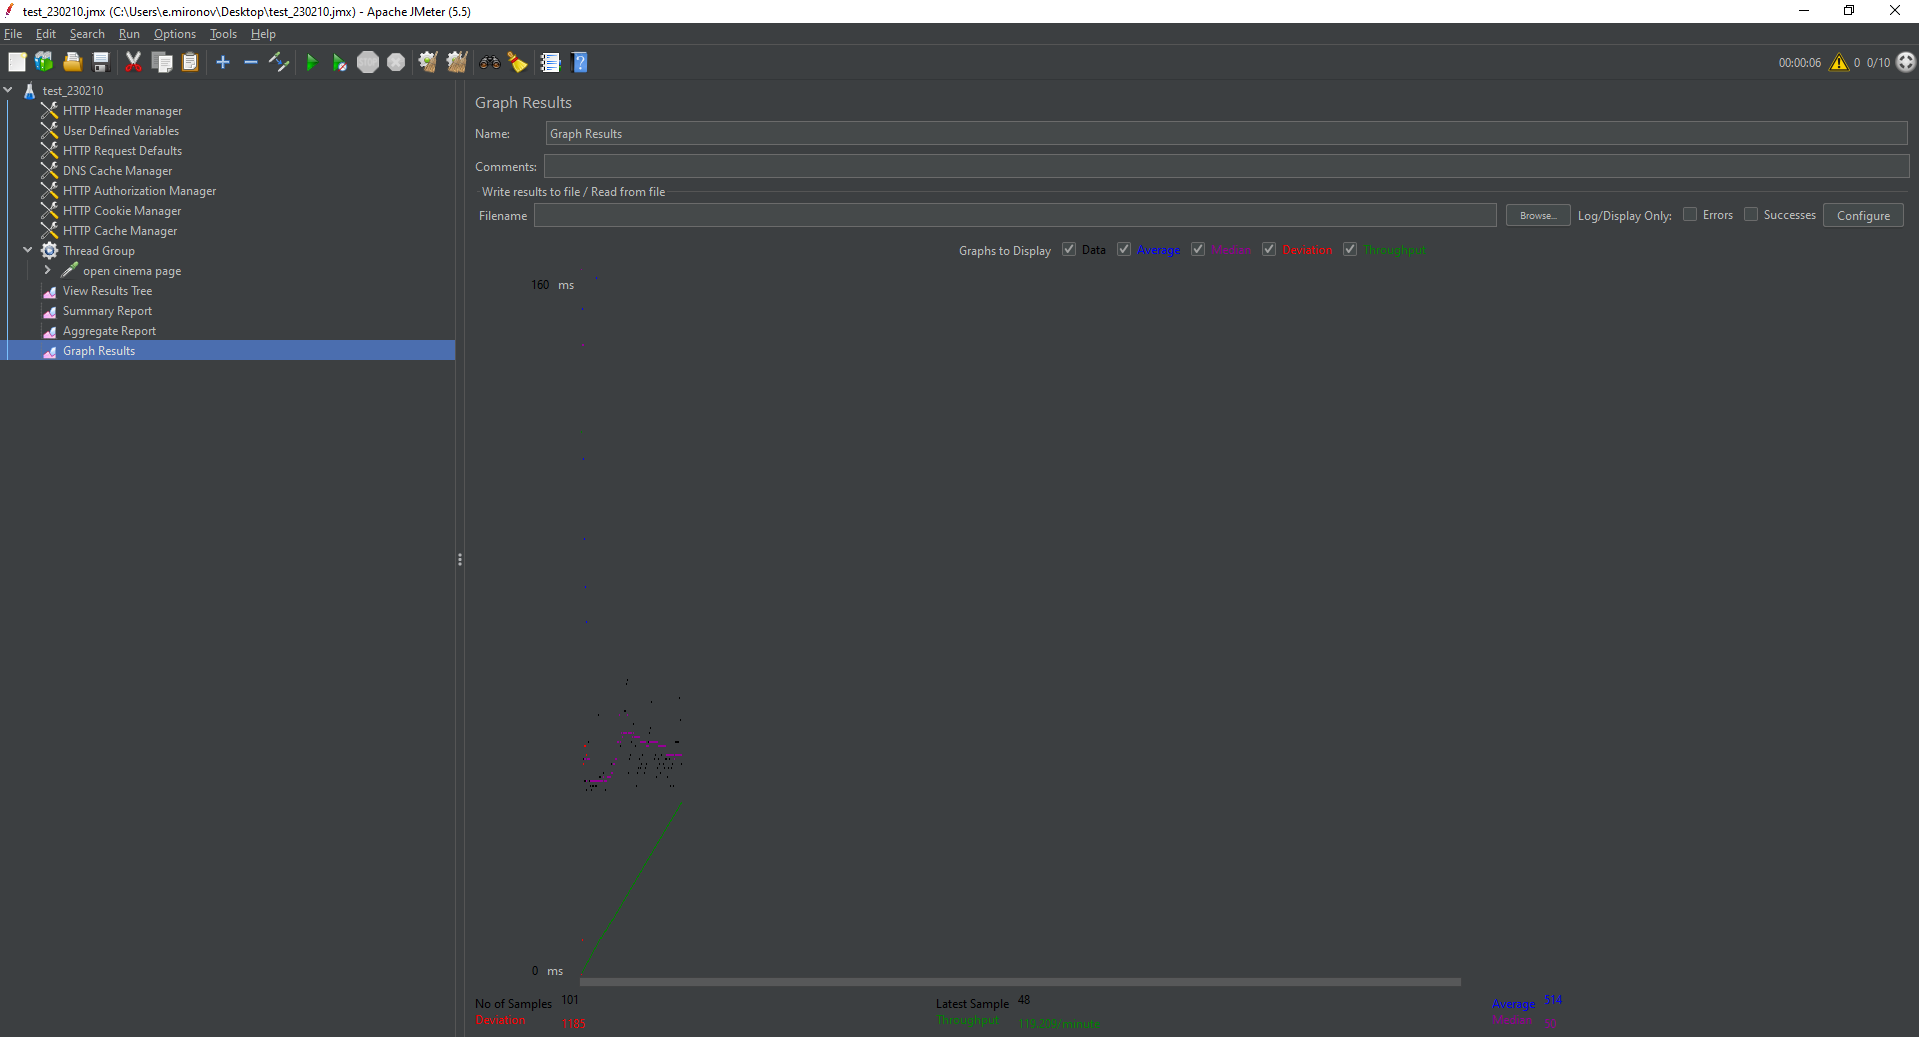 test_230210.jmx (C:\Users\e.mironov\Desktop\test_230210.jmx) - Apache JMeter (5.5)
File Edit Search Run Options Tools Help
00:00:06 0 0/10
test_230210
HTTP Header manager
User Defined Variables
HTTP Request Defaults
DNS Cache Manager
HTTP Authorization Manager
HTTP Cookie Manager
HTTP Cache Manager
Thread Group
open cinema page
View Results Tree
Summary Report
Aggregate Report
Graph Results
Graph Results
Name: Graph Results
Comments:
Write results to file / Read from file
Filename Browse... Log/Display Only: Errors Successes Configure
Graphs to Display Data Average Median Deviation Throughput
160 ms
0 ms
No of Samples 101 Latest Sample 48 Average 514
Deviation 1185 Throughput 119.209/minute Median